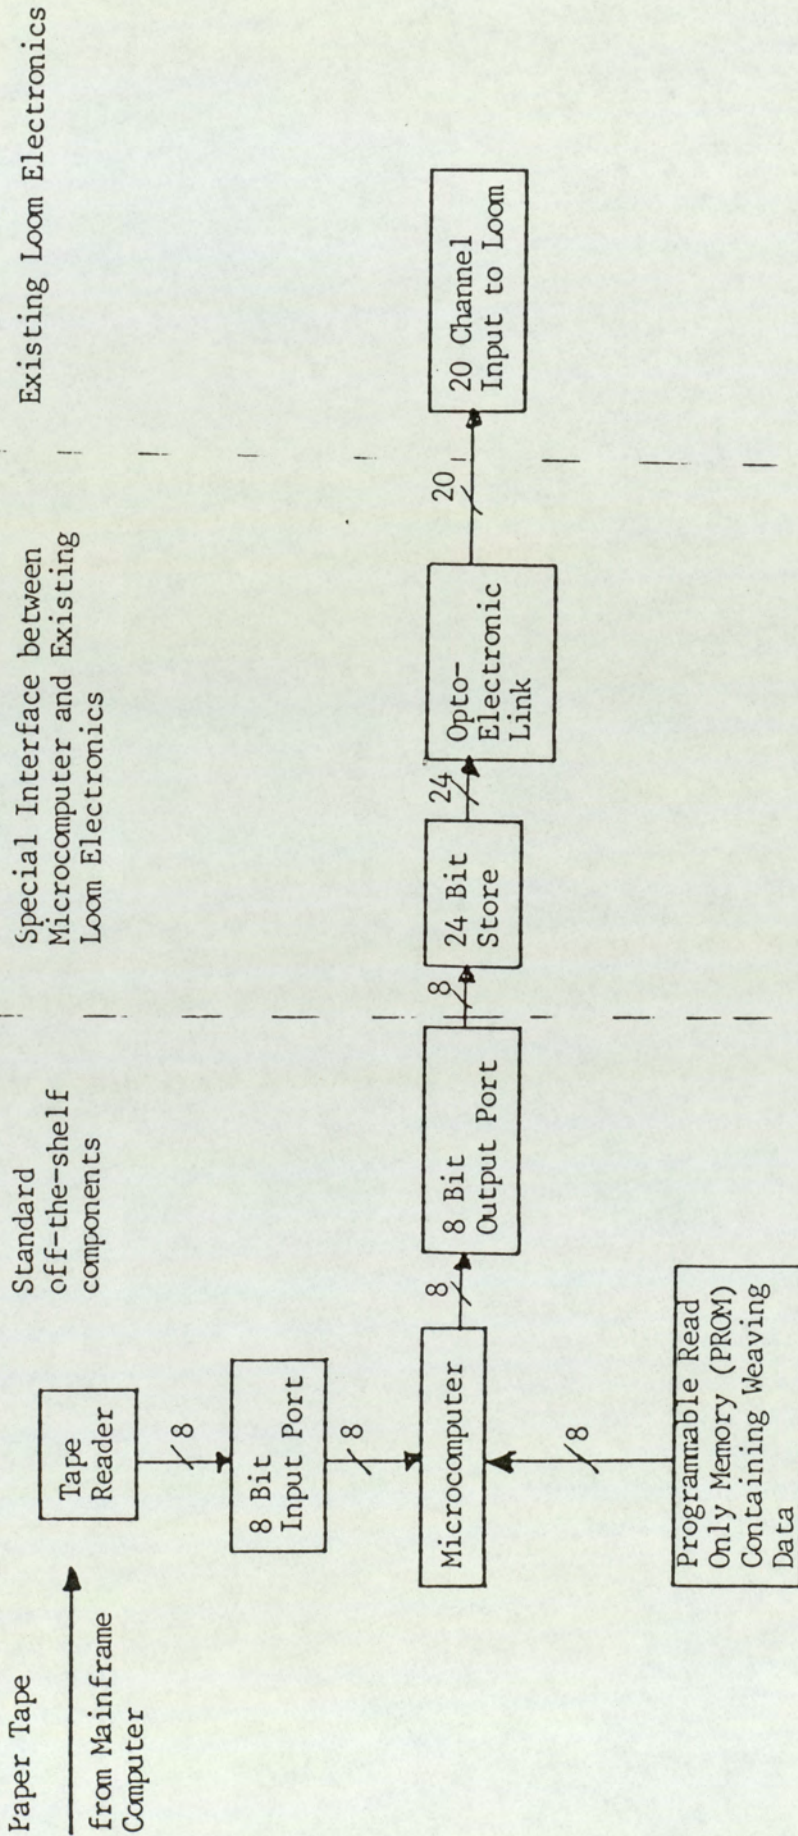 Paper Tape
from Mainframe
Computer
Standard
off-the-shelf
components
Special Interface between
Microcomputer and Existing
Loom Electronics
Existing Loom Electronics
Tape
Reader
8
8 Bit
Input Port
8
Microcomputer
8
8 Bit
Output Port
8
24 Bit
Store
24
Opto-
Electronic
Link
20
20 Channel
Input to Loom
8
Programmable Read
Only Memory (PROM)
Containing Weaving
Data